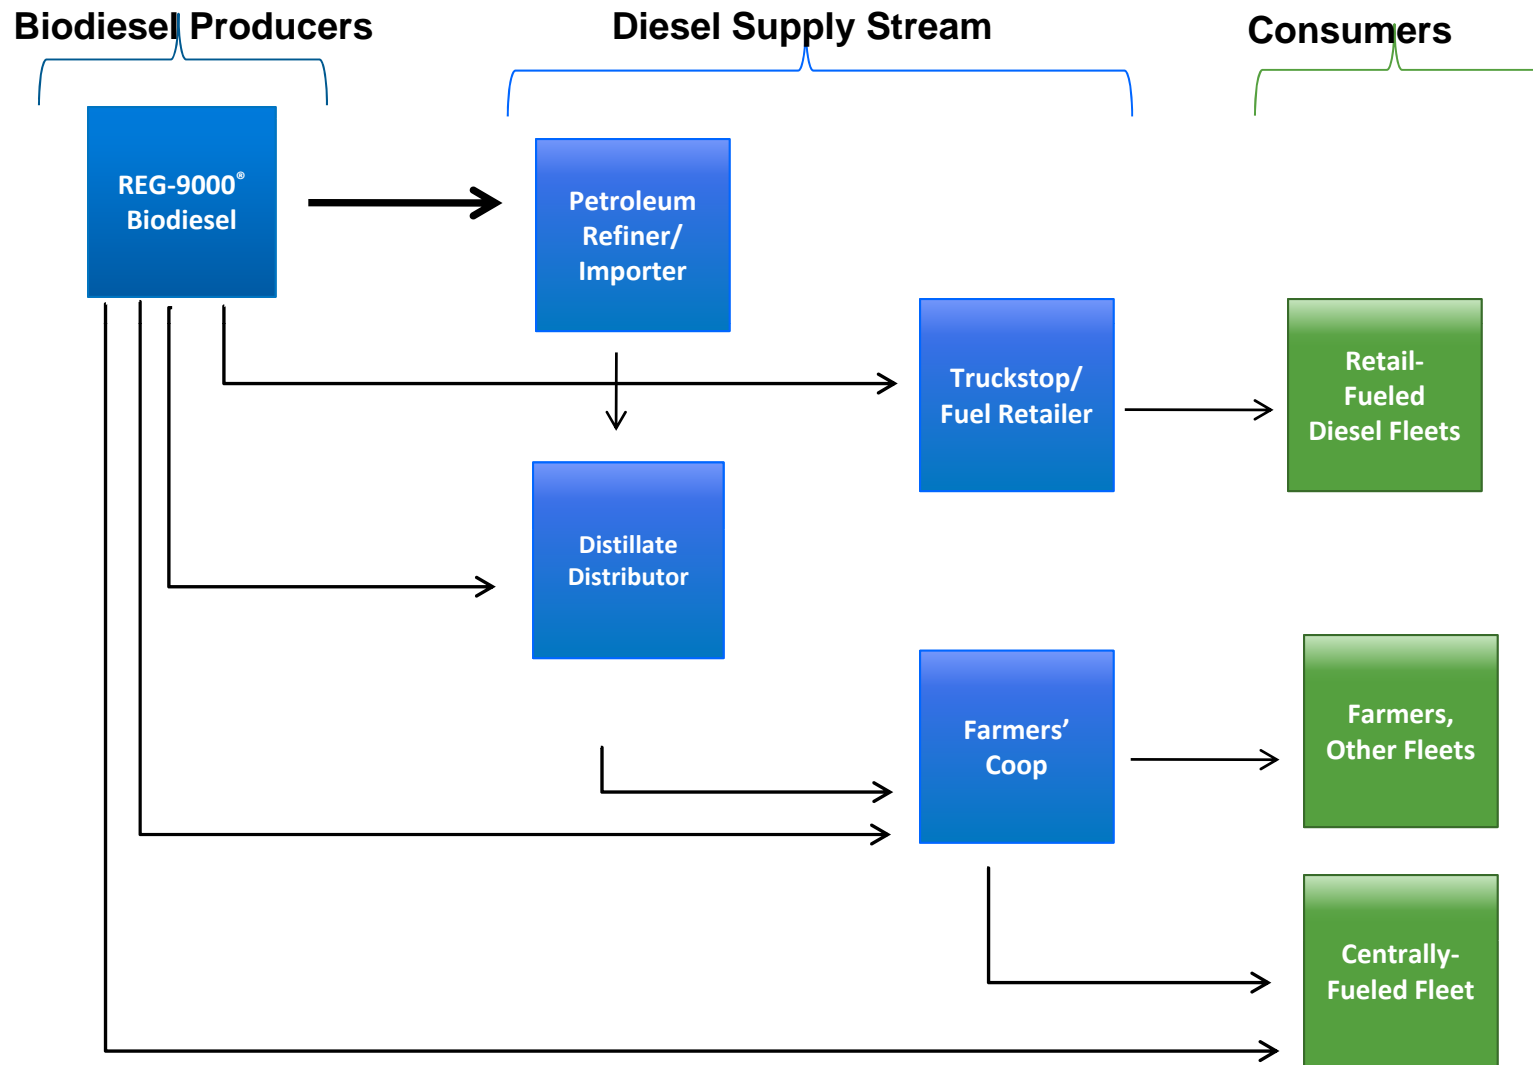 Biodiesel Producers
Diesel Supply Stream
Consumers
REG-9000®
Biodiesel
Petroleum
Refiner/
Importer
Truckstop/
Fuel Retailer
Retail-
Fueled
Diesel Fleets
Distillate
Distributor
Farmers’
Coop
Farmers,
Other Fleets
Centrally-
Fueled Fleet